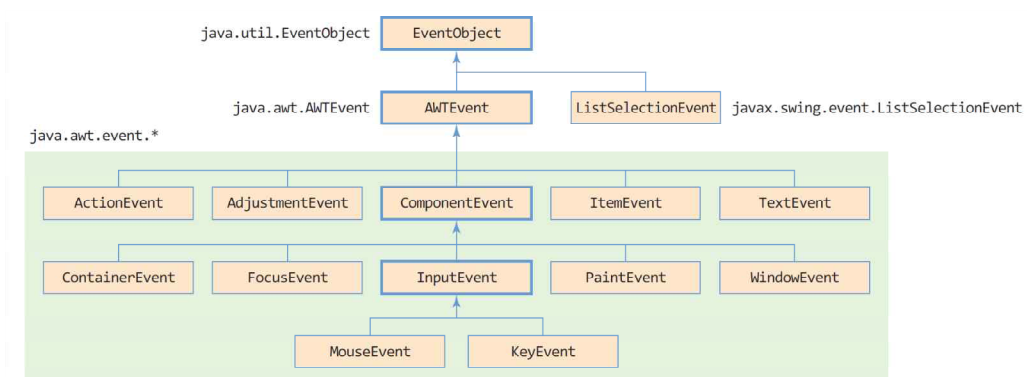 java.util.EventObject EventObject
java.awt.AWTEvent AWTEvent ListSelectionEvent javax.swing.event.ListSelectionEvent
java.awt.event.*
ActionEvent AdjustmentEvent ComponentEvent ItemEvent TextEvent
ContainerEvent FocusEvent InputEvent PaintEvent WindowEvent
MouseEvent KeyEvent